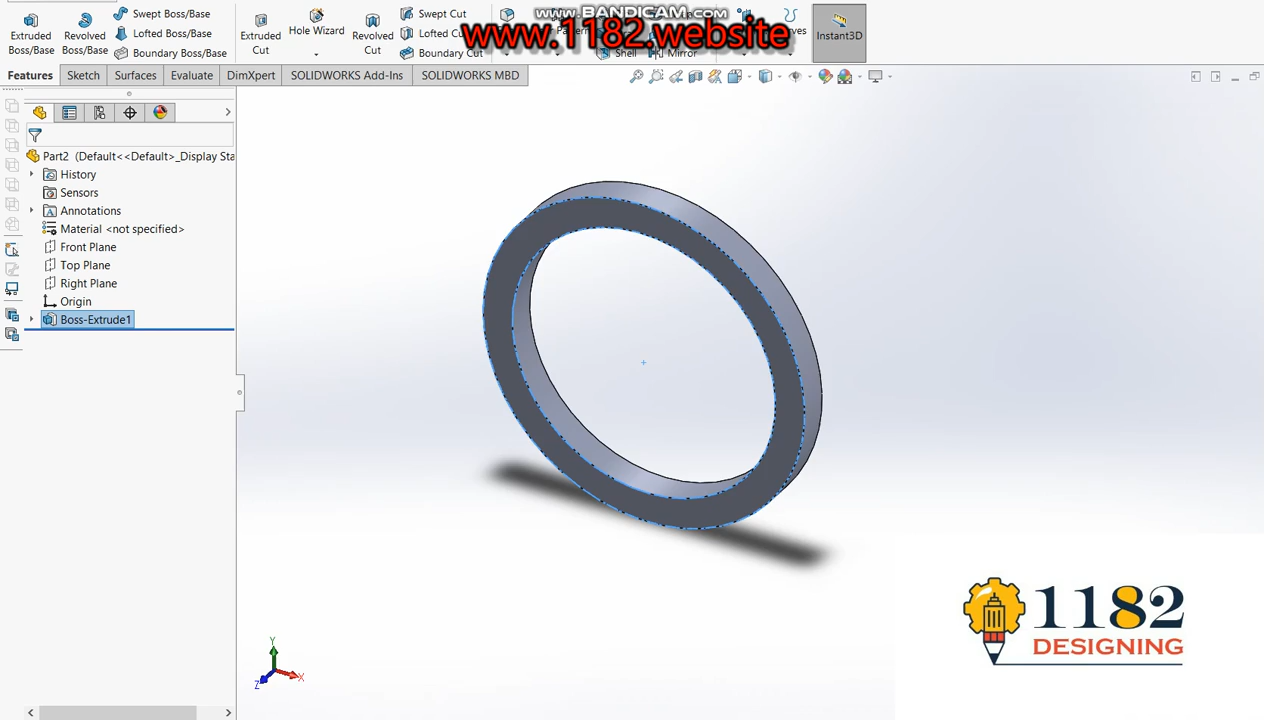 www.BANDICAM.com
www.1182.website
Extruded Boss/Base
Revolved Boss/Base
Swept Boss/Base
Lofted Boss/Base
Boundary Boss/Base
Extruded Cut
Hole Wizard
Revolved Cut
Swept Cut
Lofted Cu
Boundary Cut
Shell
Mirror
Instant3D
Features
Sketch
Surfaces
Evaluate
DimXpert
SOLIDWORKS Add-Ins
SOLIDWORKS MBD
Part2 (Default<<Default>_Display Sta
History
Sensors
Annotations
Material <not specified>
Front Plane
Top Plane
Right Plane
Origin
Boss-Extrude1
Y
X
Z
1182
DESIGNING